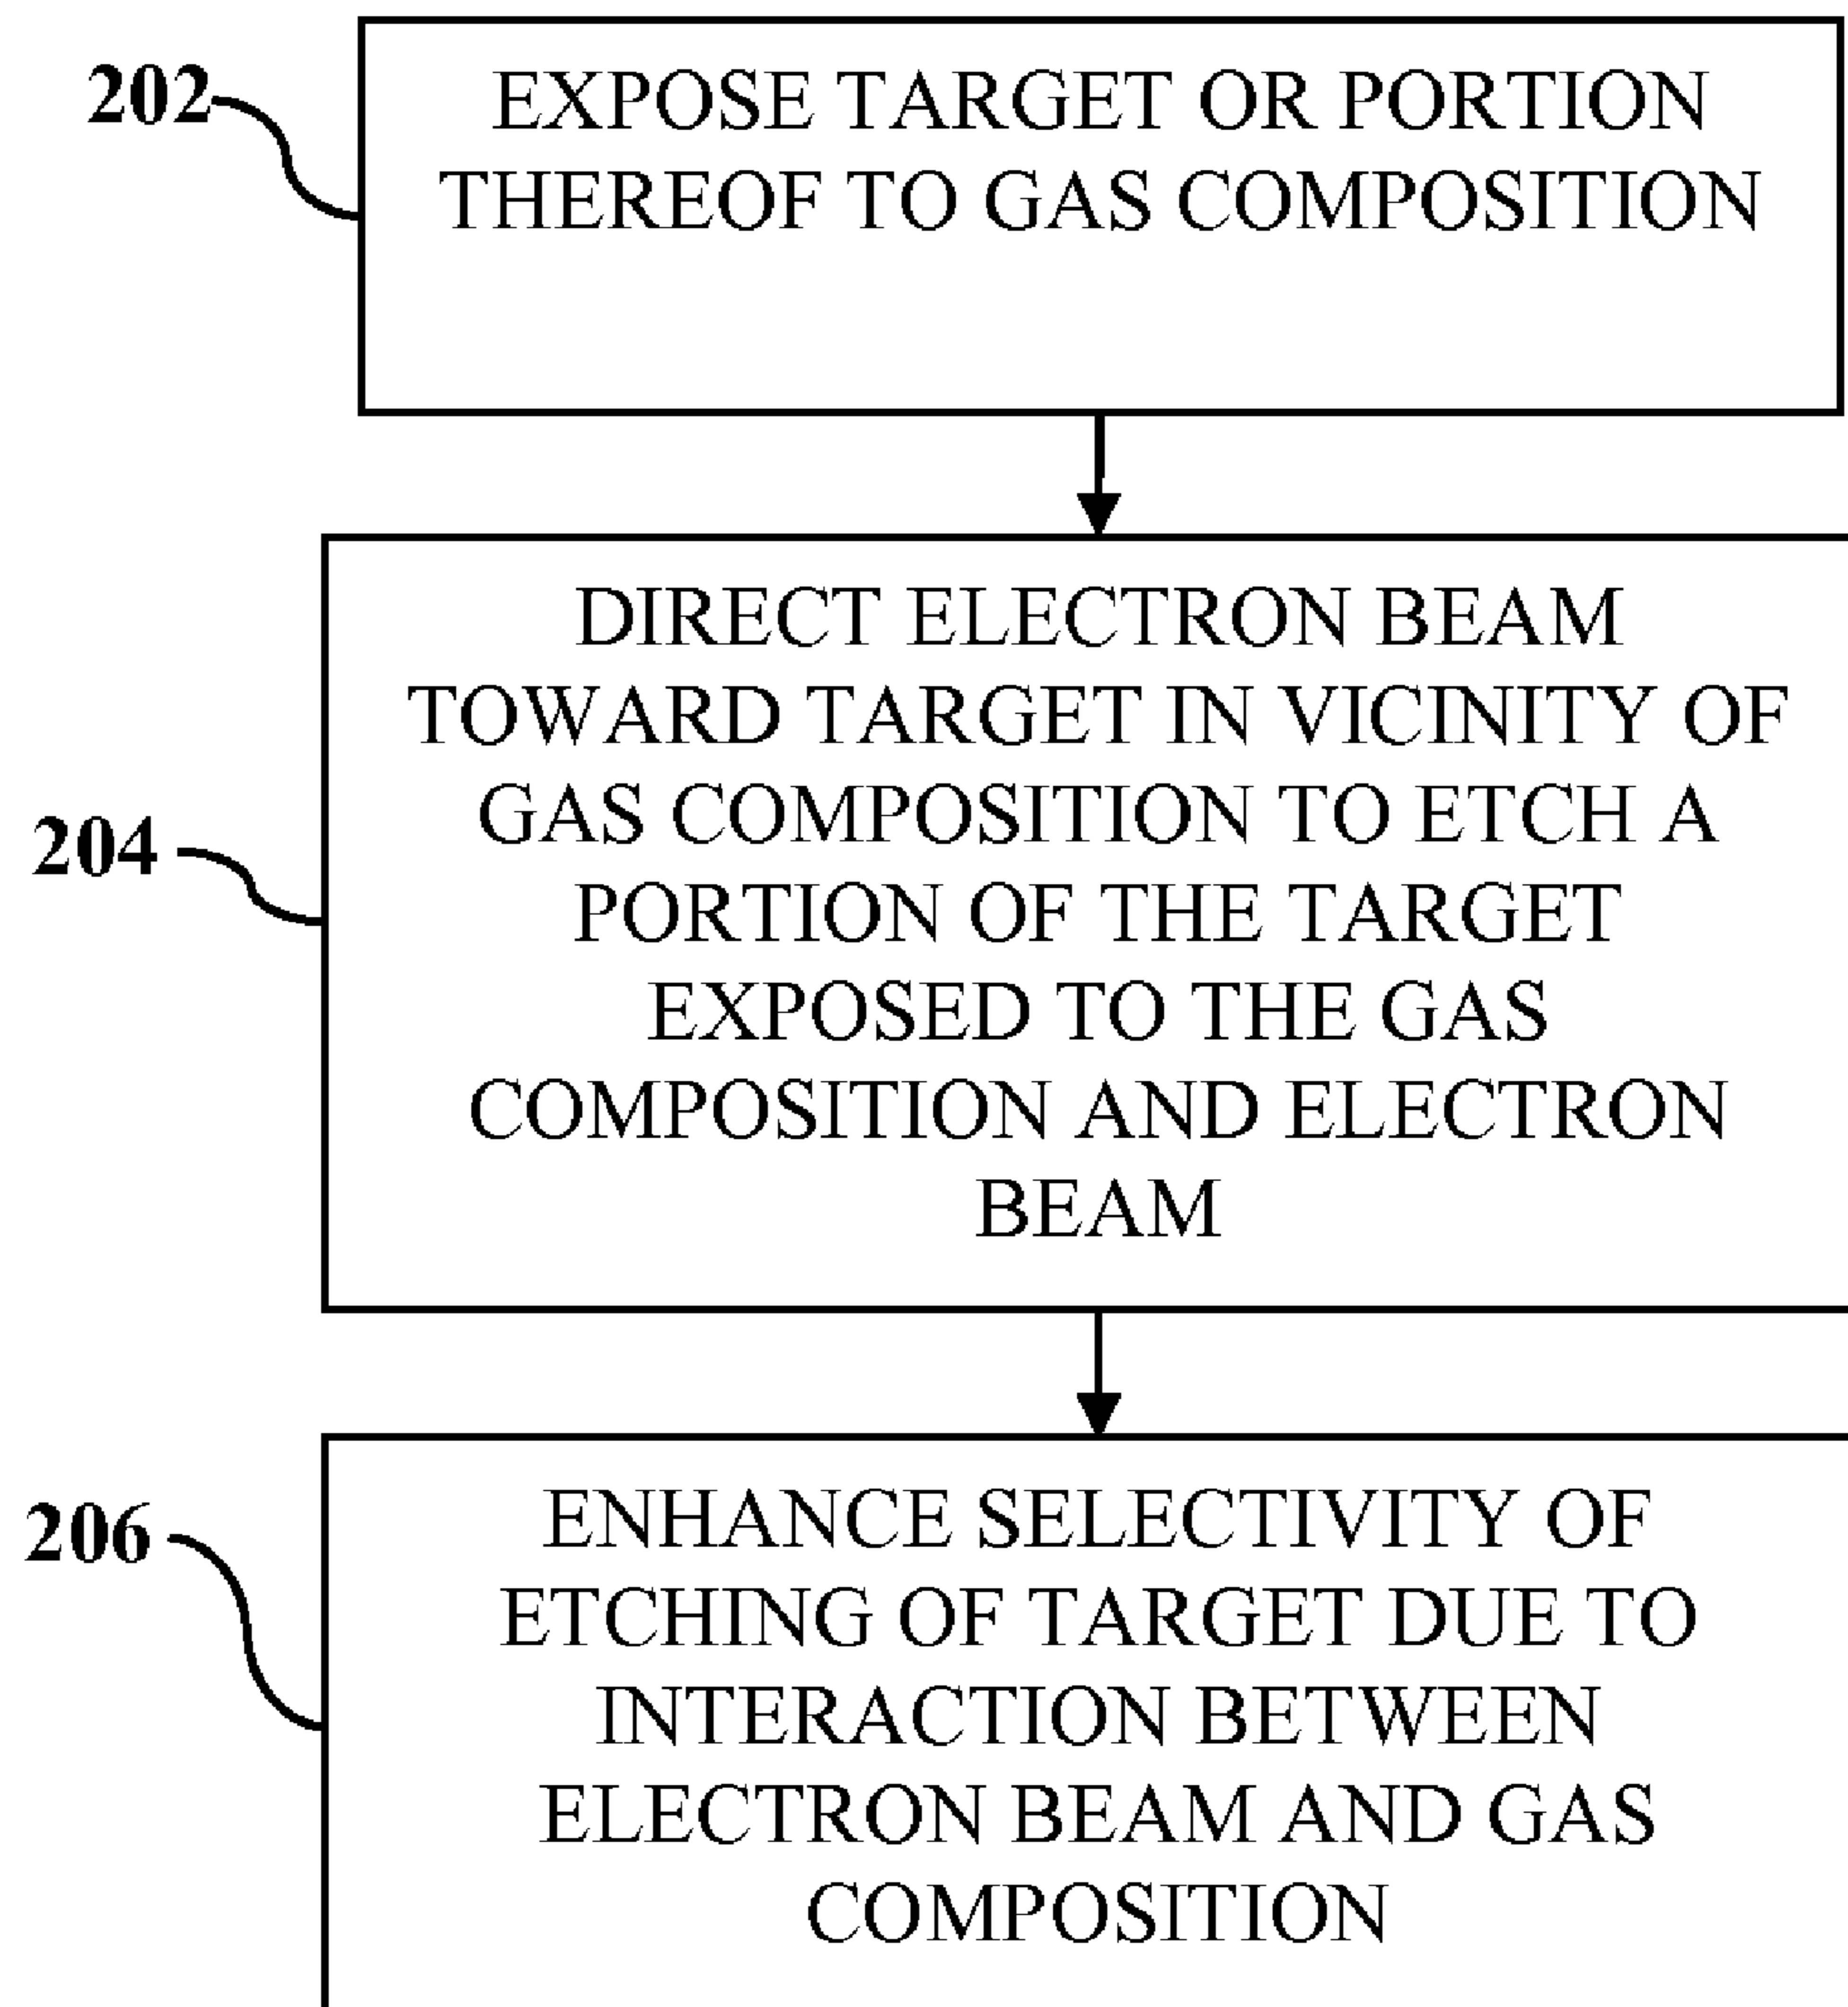 202
EXPOSE TARGET OR PORTION
THEREOF TO GAS COMPOSITION
204
DIRECT ELECTRON BEAM
TOWARD TARGET IN VICINITY OF
GAS COMPOSITION TO ETCH A
PORTION OF THE TARGET
EXPOSED TO THE GAS
COMPOSITION AND ELECTRON
BEAM
206
ENHANCE SELECTIVITY OF
ETCHING OF TARGET DUE TO
INTERACTION BETWEEN
ELECTRON BEAM AND GAS
COMPOSITION